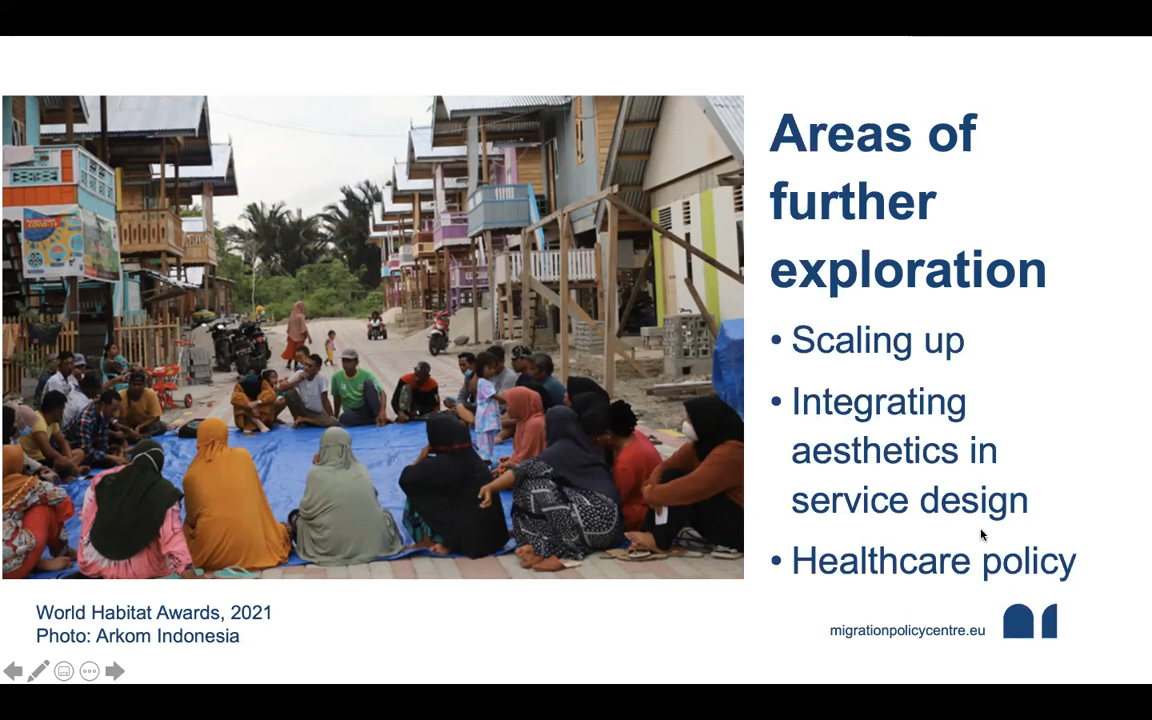 Areas of
further
exploration
• Scaling up
• Integrating
aesthetics in
service design
• Healthcare policy
World Habitat Awards, 2021
Photo: Arkom Indonesia
migrationpolicycentre.eu